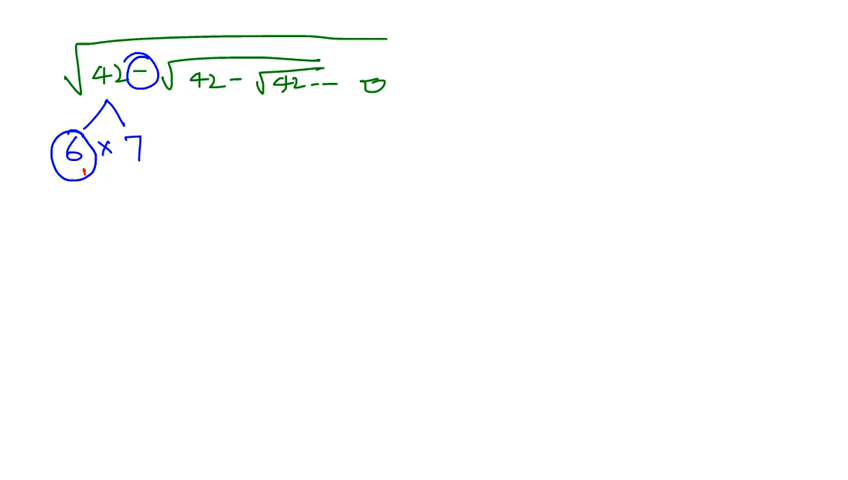 √42 - √42 - √42 -- ∞
6 × 7